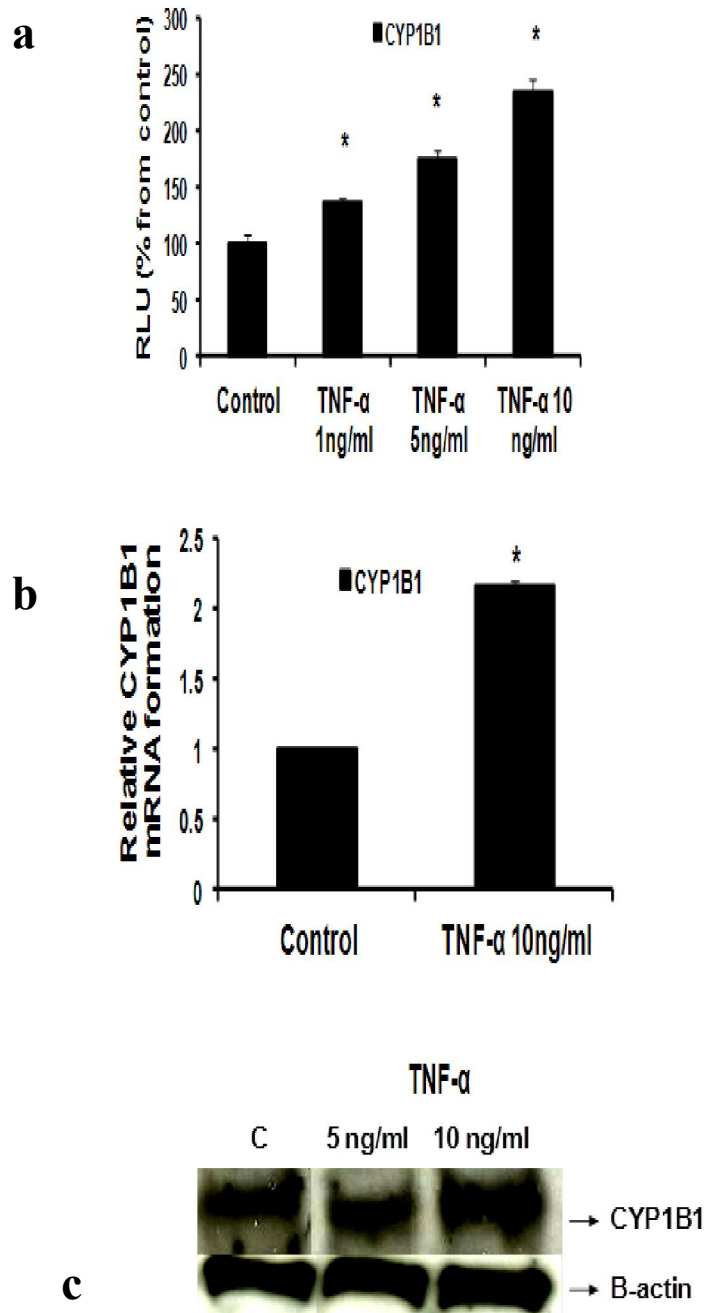 a
300
250
200
150
100
50
0
RLU (% from control)
CYP1B1
*
*
*
Control
TNF-α 1ng/ml
TNF-α 5ng/ml
TNF-α 10 ng/ml
b
2.5
2
1.5
1
0.5
0
Relative CYP1B1
mRNA formation
CYP1B1
*
Control
TNF-α 10ng/ml
TNF-α
C
5 ng/ml
10 ng/ml
→ CYP1B1
→ B-actin
c